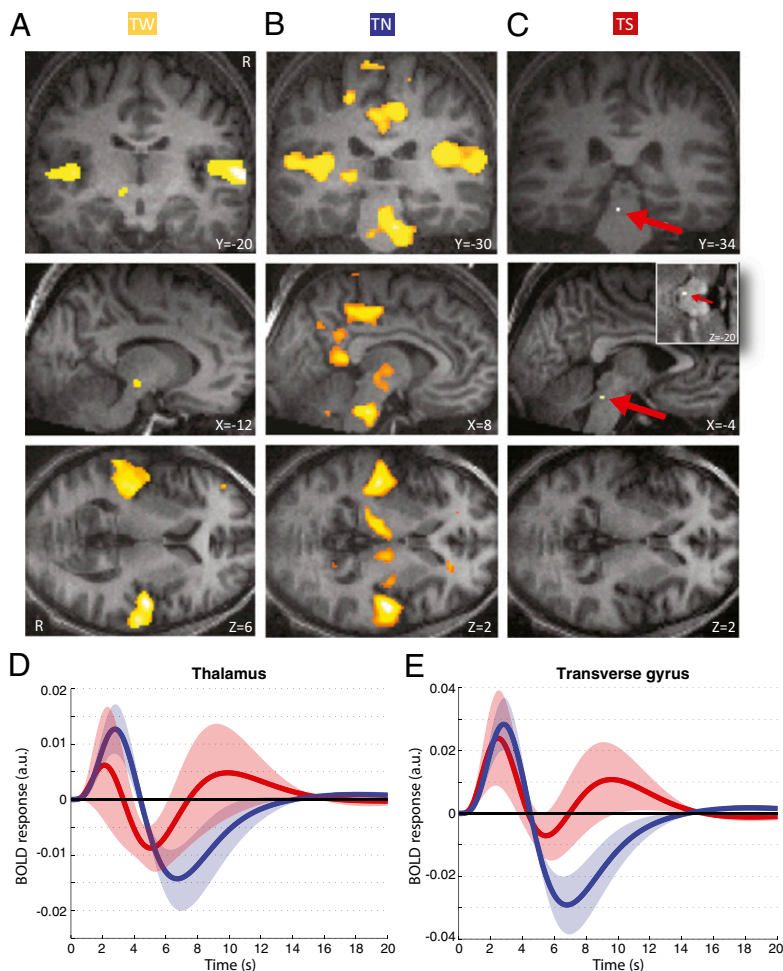 A TW B TN C TS
R
Y=-20 Y=-30 Y=-34
Z=-20
X=-12 X=8 X=-4
R
Z=6 Z=2 Z=2
D Thalamus
BOLD response (a.u.)
0.02
0.01
0
-0.01
-0.02
0 2 4 6 8 10 12 14 16 18 20
Time (s)
E Transverse gyrus
BOLD response (a.u.)
0.04
0.02
0
-0.02
-0.04
0 2 4 6 8 10 12 14 16 18 20
Time (s)